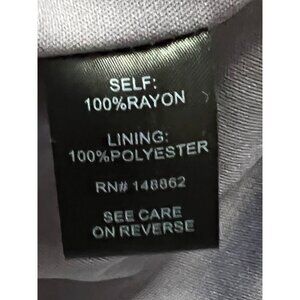 SELF:
100%RAYON
LINING:
100%POLYESTER
RN# 148862
SEE CARE
ON REVERSE